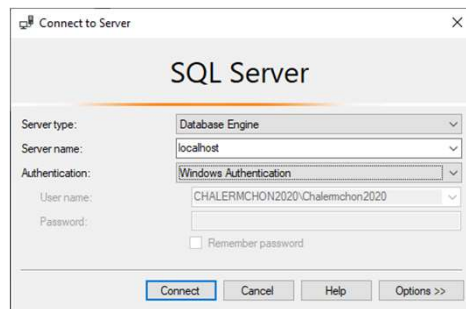 Connect to Server
SQL Server
Server type: Database Engine
Server name: localhost
Authentication: Windows Authentication
User name: CHALERMCHON2020\Chalermchon2020
Password:
Remember password
Connect Cancel Help Options >>